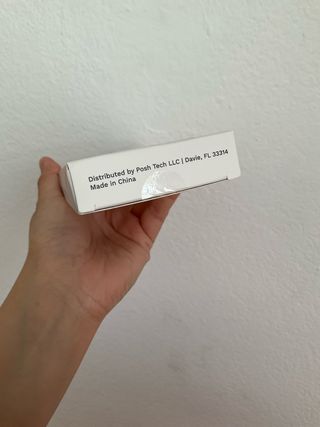 Distributed by Posh Tech LLC | Davie, FL 33314
Made in China